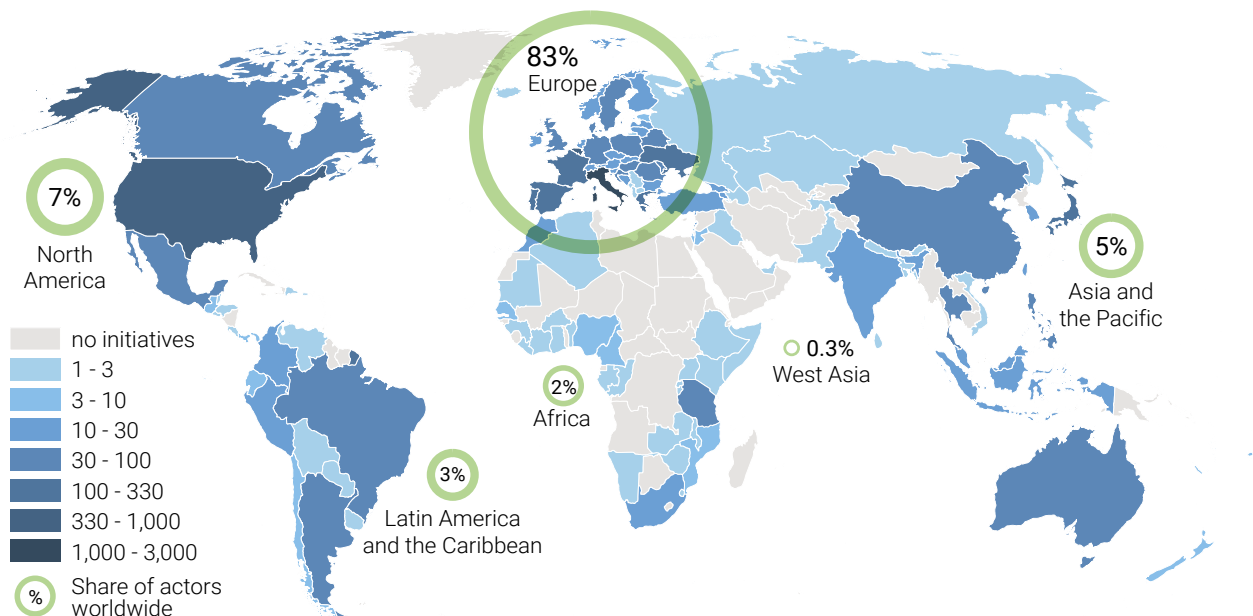 83%
Europe
7%
North
America
5%
Asia and
the Pacific
0.3%
West Asia
2%
Africa
3%
Latin America
and the Caribbean
no initiatives
1 - 3
3 - 10
10 - 30
30 - 100
100 - 330
330 - 1,000
1,000 - 3,000
%
Share of actors
worldwide